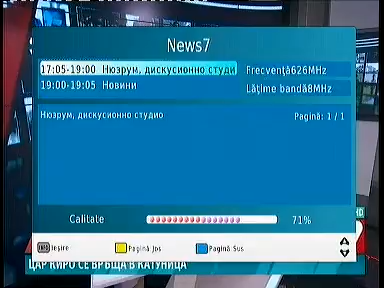 News7
17:05-19:00 Нюзрум, дискусионно студи
Frecvenţă626MHz
19:00-19:05 Новини
Lăţime bandă8MHz
Нюзрум, дискусионно студио
Pagină: 1 / 1
Calitate
71%
Ieşire
Pagină Jos
Pagină Sus
HD
ЦАР КИРО СЕ ВРЪЩА В КАТУНИЦА